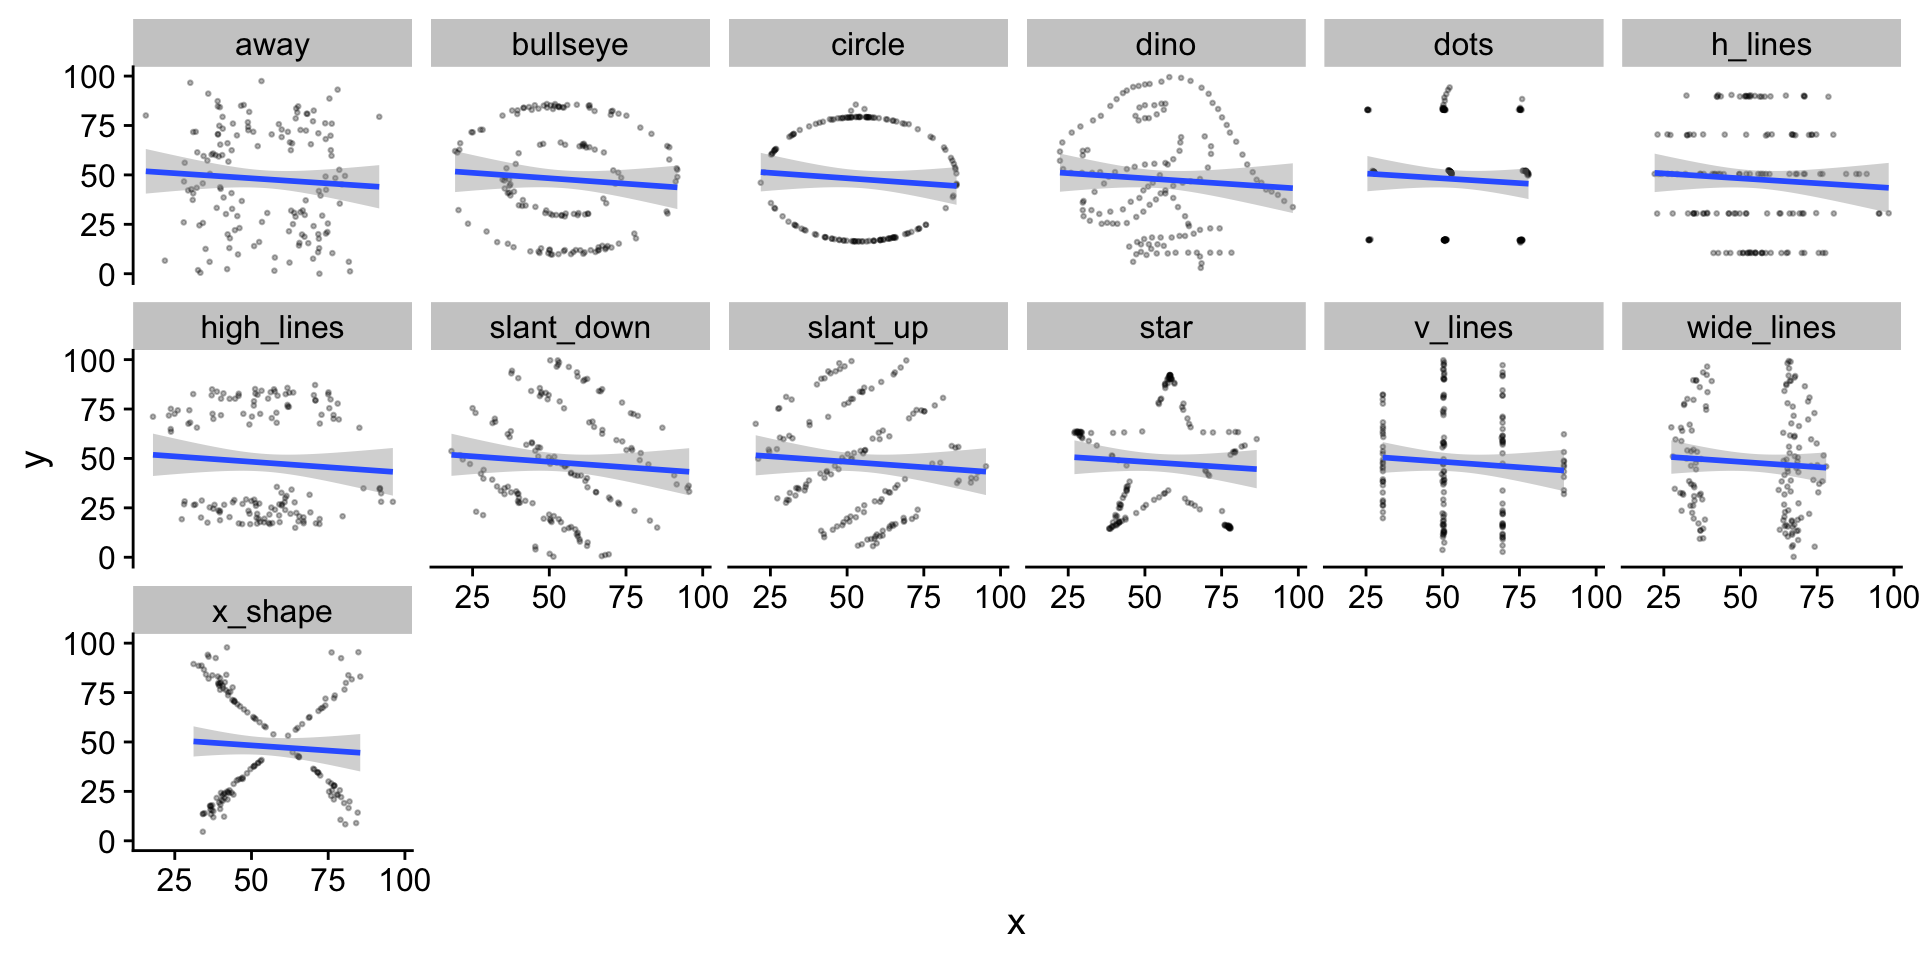 away bullseye circle dino dots h_lines
100
75
50
25
0
high_lines slant_down slant_up star v_lines wide_lines
100
75
50
25
0
y
25 50 75 100 25 50 75 100 25 50 75 100 25 50 75 100 25 50 75 100
x_shape
100
75
50
25
0
25 50 75 100
x